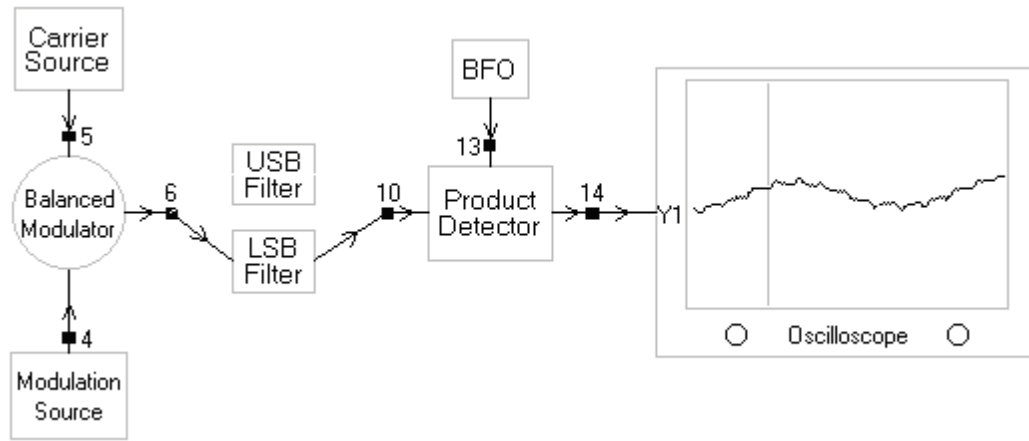 Carrier
Source
5
Balanced
Modulator
4
Modulation
Source
6
USB
Filter
LSB
Filter
10
BFO
13
Product
Detector
14
Y1
Oscilloscope